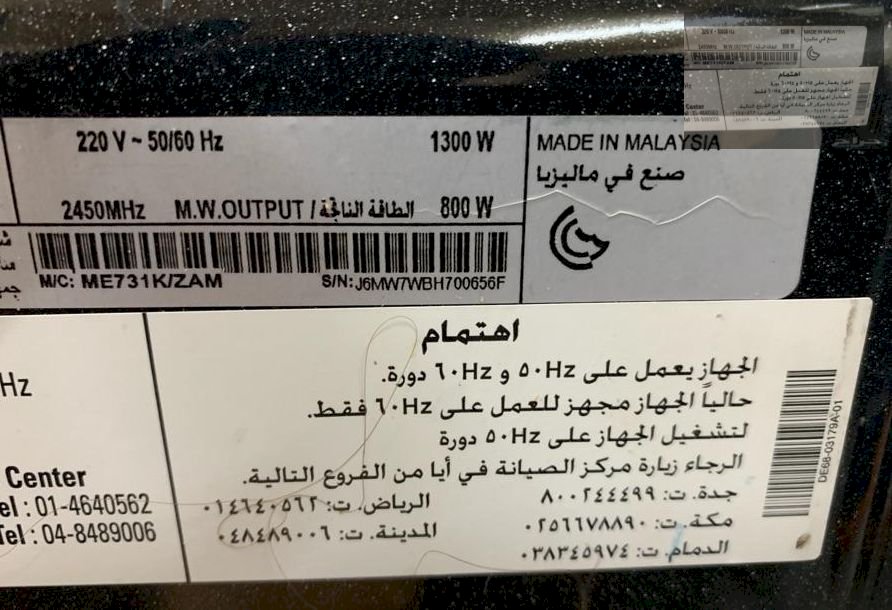 220 V ~ 50/60 Hz 1300 W
2450MHz M.W.OUTPUT / الطاقة الناتجة 800 W
M/C: ME731K/ZAM S/N: J6MW7WBH700656F
MADE IN MALAYSIA
صنع في ماليزيا
Hz
Center
Tel : 01-4640562
Tel : 04-8489006
اهتمام
الجهاز يعمل على ٥٠Hz و ٦٠Hz دورة.
حالياً الجهاز مجهز للعمل على ٦٠Hz فقط.
لتشغيل الجهاز على ٥٠Hz دورة
الرجاء زيارة مركز الصيانة في أيا من الفروع التالية.
جدة. ت: ٨٠٠٢٤٤٤٩٩ الرياض. ت: ٠١٤٦٤٠٥٦٢
مكة. ت: ٠٢٥٦٦٧٨٨٩٠ المدينة. ت: ٠٤٨٤٨٩٠٠٦
الدمام. ت: ٠٣٨٣٤٥٩٧٤
DE68-03179A-01